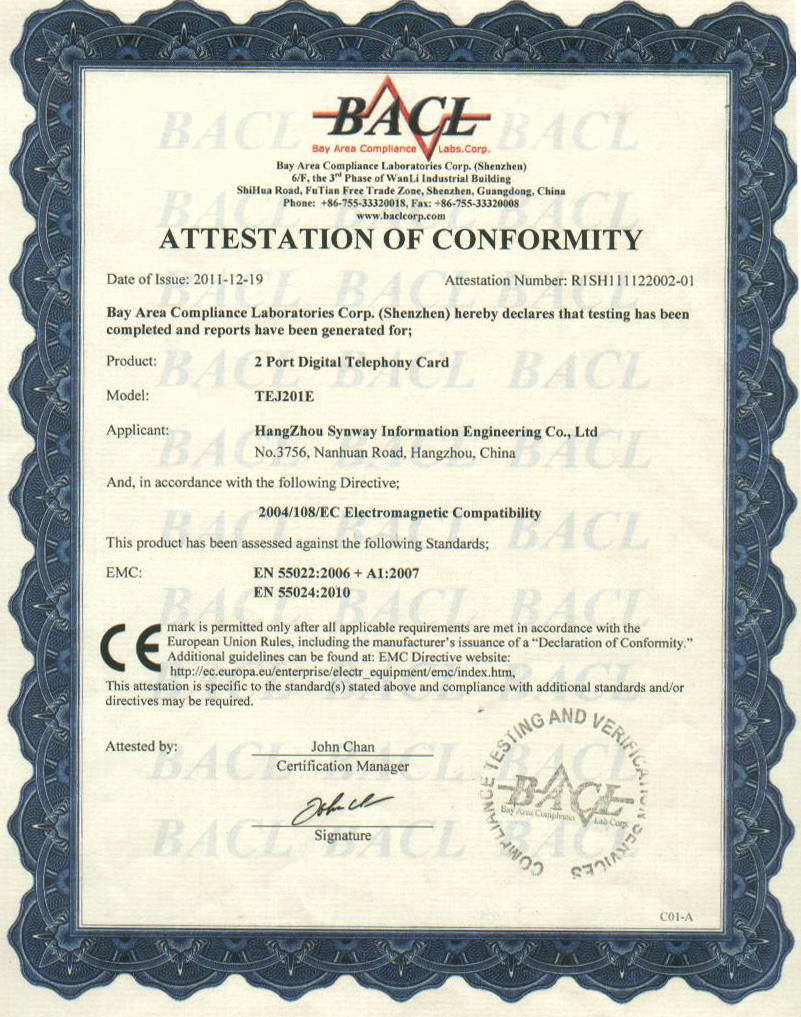 BACL
Bay Area Compliance Labs.Corp.
Bay Area Compliance Laboratories Corp. (Shenzhen)
6/F, the 3rd Phase of WanLi Industrial Building
ShiHua Road, FuTian Free Trade Zone, Shenzhen, Guangdong, China
Phone: +86-755-33320018, Fax: +86-755-33320008
www.baclcorp.com
ATTESTATION OF CONFORMITY
Date of Issue: 2011-12-19 Attestation Number: R1SH111122002-01
Bay Area Compliance Laboratories Corp. (Shenzhen) hereby declares that testing has been
completed and reports have been generated for;
Product: 2 Port Digital Telephony Card
Model: TEJ201E
Applicant: HangZhou Synway Information Engineering Co., Ltd
No.3756, Nanhuan Road, Hangzhou, China
And, in accordance with the following Directive;
2004/108/EC Electromagnetic Compatibility
This product has been assessed against the following Standards;
EMC: EN 55022:2006 + A1:2007
EN 55024:2010
CE mark is permitted only after all applicable requirements are met in accordance with the
European Union Rules, including the manufacturer's issuance of a “Declaration of Conformity.”
Additional guidelines can be found at: EMC Directive website:
http://ec.europa.eu/enterprise/electr_equipment/emc/index.htm,
This attestation is specific to the standard(s) stated above and compliance with additional standards and/or
directives may be required.
Attested by: John Chan
Certification Manager
Signature
COMPLIANCE TESTING AND VERIFICATION SERVICES
BACL
Bay Area Compliance Lab Corp.
C01-A